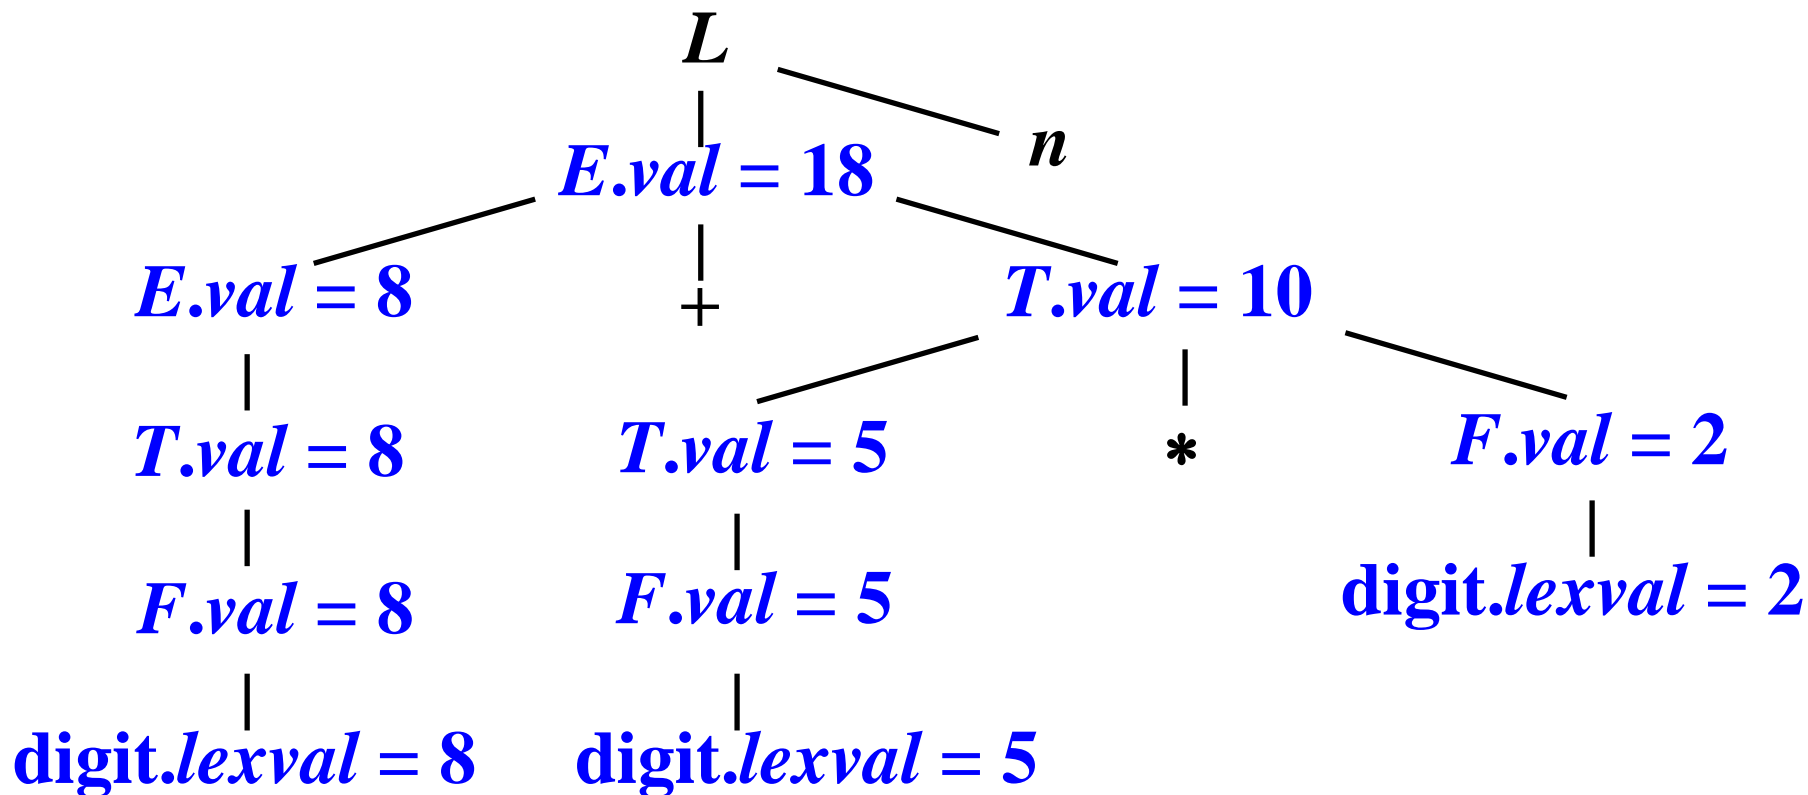 L
n
E.val = 18
E.val = 8 + T.val = 10
T.val = 8 T.val = 5 * F.val = 2
F.val = 8 F.val = 5 digit.lexval = 2
digit.lexval = 8 digit.lexval = 5